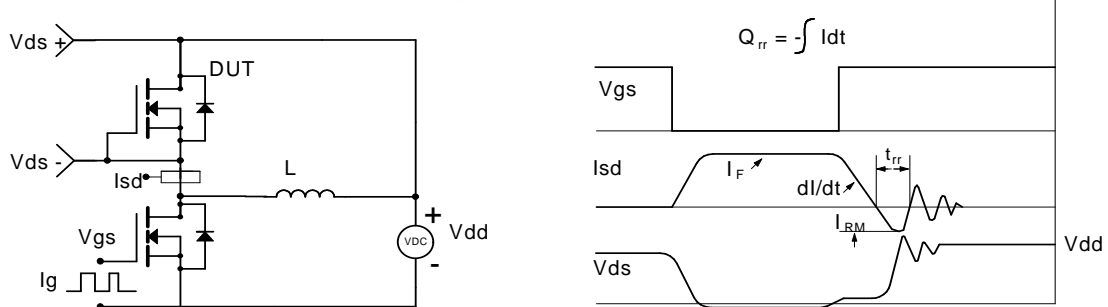 Vds +
DUT
Vds -
Isd
L
Vgs
Ig
+
VDC
-
Vdd
Q rr = -∫ Idt
Vgs
Isd
I F
dI/dt
t rr
I RM
Vds
Vdd